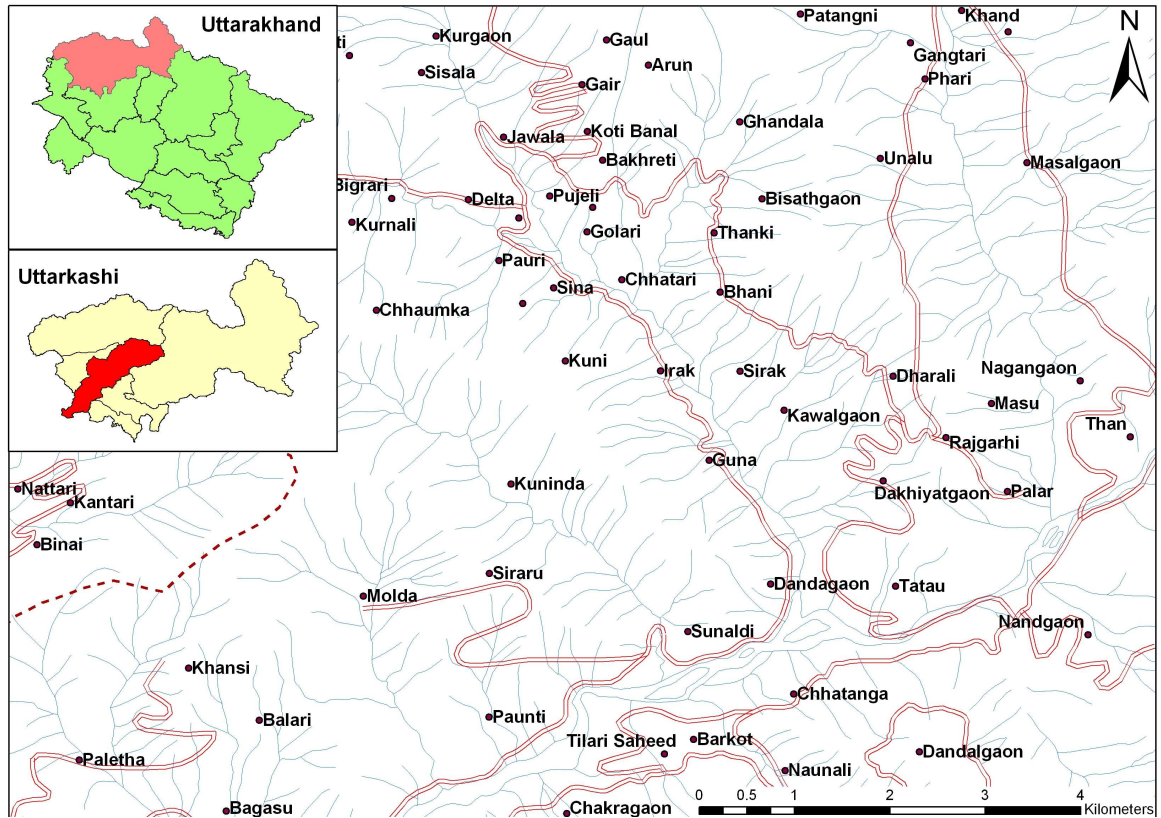 Uttarakhand
Uttarkashi
N
Patangni
Khand
Kurgaon
Gaul
ti
Gangtari
Sisala
Arun
Phari
Gair
Ghandala
Jawala
Koti Banal
Bakhreti
Unalu
Masalgaon
Bigrari
Delta
Pujeli
Bisathgaon
Kurnali
Golari
Thanki
Pauri
Chhatari
Sina
Bhani
Chhaumka
Kuni
Irak
Sirak
Dharali
Nagangaon
Kawalgaon
Masu
Than
Rajgarhi
Guna
Nattari
Kuninda
Dakhiyatgaon
Palar
Kantari
Binai
Siraru
Dandagaon
Tatau
Molda
Nandgaon
Sunaldi
Khansi
Chhatanga
Balari
Paunti
Tilari Saheed
Barkot
Dandalgaon
Paletha
Naunali
Bagasu
Chakragaon
0 0.5 1 2 3 4
Kilometers